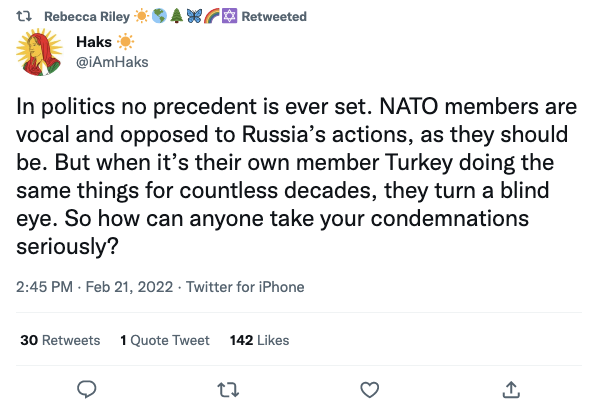 Rebecca Riley ☀️🌎🌲🦋🌈🔯 Retweeted
Haks ☀️
@iAmHaks
In politics no precedent is ever set. NATO members are
vocal and opposed to Russia’s actions, as they should
be. But when it’s their own member Turkey doing the
same things for countless decades, they turn a blind
eye. So how can anyone take your condemnations
seriously?
2:45 PM · Feb 21, 2022 · Twitter for iPhone
30 Retweets 1 Quote Tweet 142 Likes